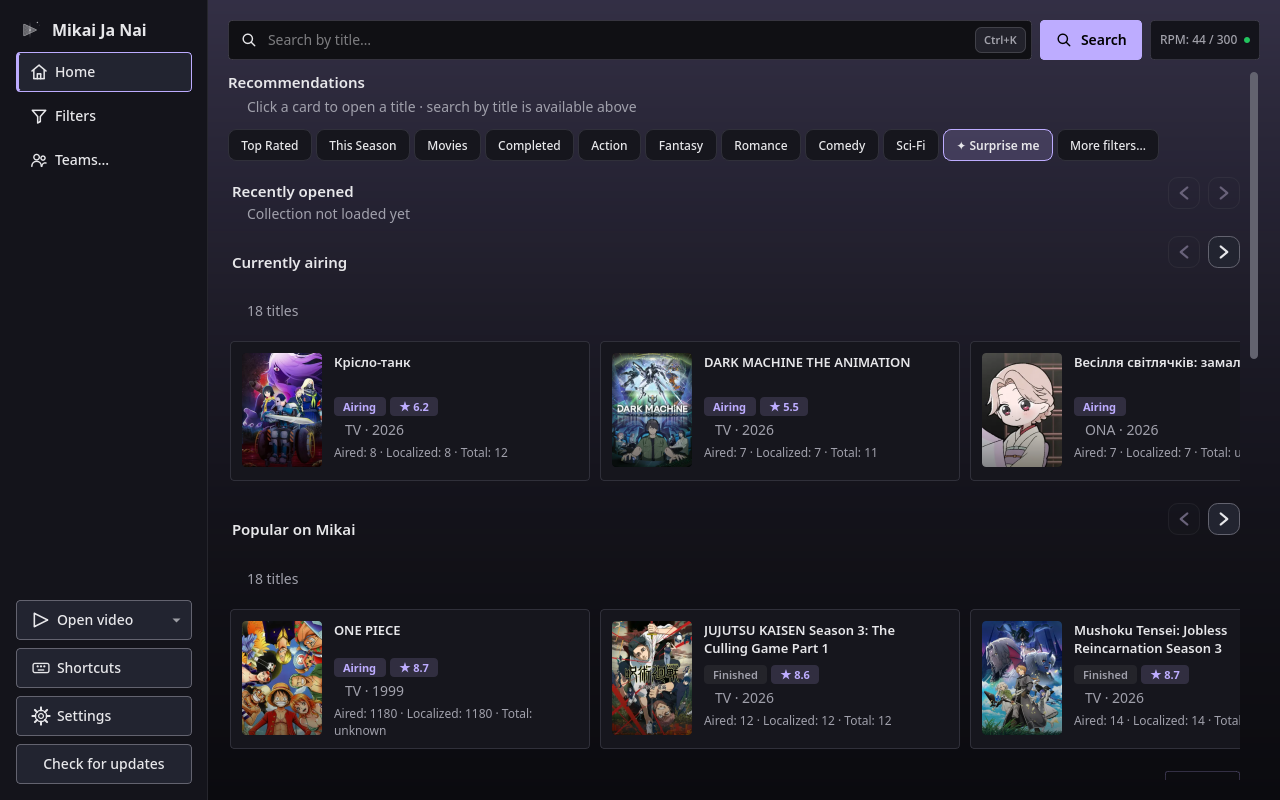 Mikai Ja Nai
Home
Filters
Teams...
Open video
Shortcuts
Settings
Check for updates
Search by title...
Ctrl+K
Search
RPM: 44 / 300
Recommendations
Click a card to open a title · search by title is available above
Top Rated
This Season
Movies
Completed
Action
Fantasy
Romance
Comedy
Sci-Fi
✦ Surprise me
More filters...
Recently opened
Collection not loaded yet
Currently airing
18 titles
Крісло-танк
Airing
★ 6.2
TV · 2026
Aired: 8 · Localized: 8 · Total: 12
DARK MACHINE
DARK MACHINE THE ANIMATION
Airing
★ 5.5
TV · 2026
Aired: 7 · Localized: 7 · Total: 11
Весілля світлячків: замал
Airing
ONA · 2026
Aired: 7 · Localized: 7 · Total: u
Popular on Mikai
18 titles
ONE PIECE
Airing
★ 8.7
TV · 1999
Aired: 1180 · Localized: 1180 · Total:
unknown
呪術廻戦
JUJUTSU KAISEN Season 3: The
Culling Game Part 1
Finished
★ 8.6
TV · 2026
Aired: 12 · Localized: 12 · Total: 12
Mushoku Tensei: Jobless
Reincarnation Season 3
Finished
★ 8.7
TV · 2026
Aired: 14 · Localized: 14 · Total